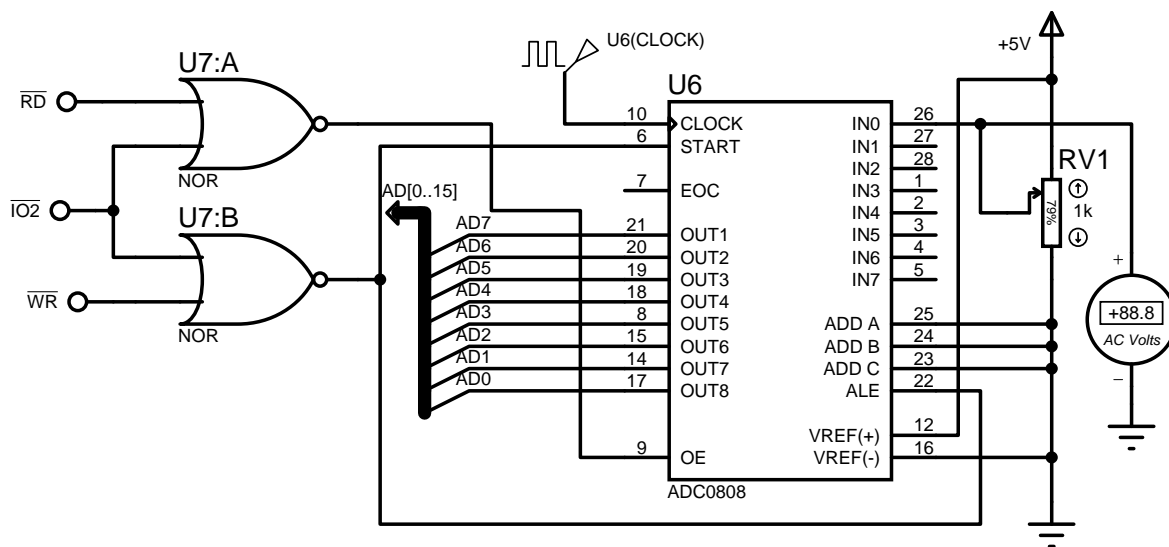 U7:A
RD
NOR
IO2
U7:B
WR
NOR
U6(CLOCK)
U6
10 CLOCK
6 START
7 EOC
AD[0..15]
AD7 21 OUT1
AD6 20 OUT2
AD5 19 OUT3
AD4 18 OUT4
AD3 8 OUT5
AD2 15 OUT6
AD1 14 OUT7
AD0 17 OUT8
9 OE
ADC0808
IN0 26
IN1 27
IN2 28
IN3 1
IN4 2
IN5 3
IN6 4
IN7 5
ADD A 25
ADD B 24
ADD C 23
ALE 22
VREF(+) 12
VREF(-) 16
+5V
RV1
79%
1k
+
+88.8
AC Volts
−